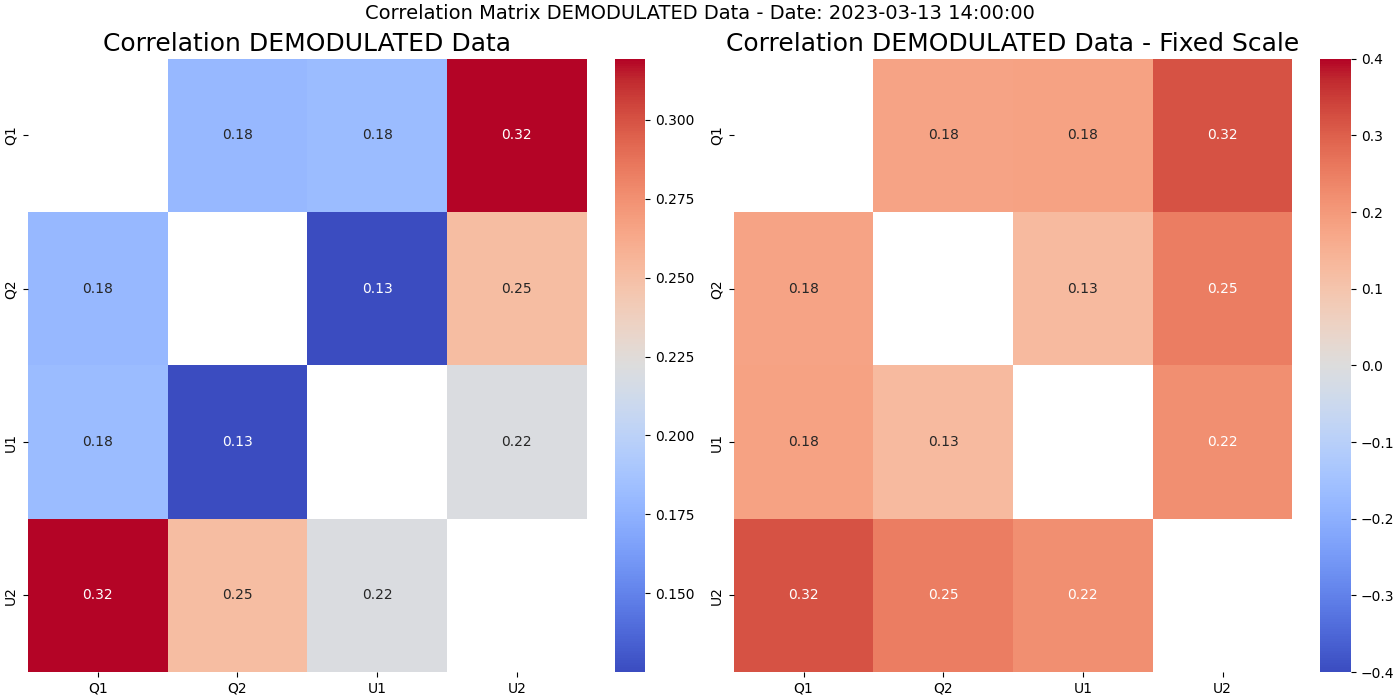 Correlation Matrix DEMODULATED Data - Date: 2023-03-13 14:00:00
Correlation DEMODULATED Data
Q1
0.18 0.18 0.32
Q2
0.18 0.13 0.25
U1
0.18 0.13 0.22
U2
0.32 0.25 0.22
Q1 Q2 U1 U2
0.300
0.275
0.250
0.225
0.200
0.175
0.150
Correlation DEMODULATED Data - Fixed Scale
Q1
0.18 0.18 0.32
Q2
0.18 0.13 0.25
U1
0.18 0.13 0.22
U2
0.32 0.25 0.22
Q1 Q2 U1 U2
0.4
0.3
0.2
0.1
0.0
−0.1
−0.2
−0.3
−0.4